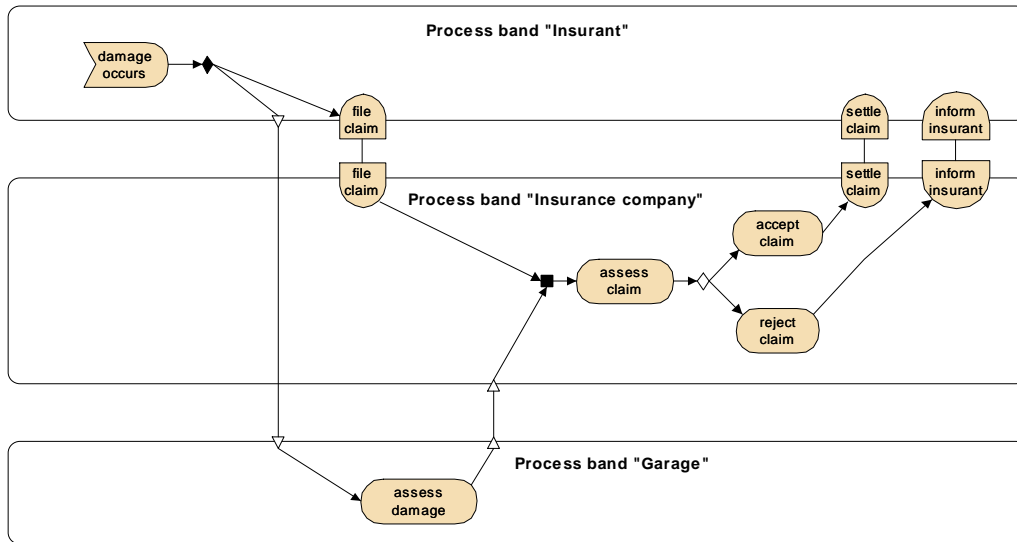 Process band "Insurant"
damage
occurs
file
claim
settle
claim
inform
insurant
file
claim
settle
claim
inform
insurant
Process band "Insurance company"
accept
claim
assess
claim
reject
claim
Process band "Garage"
assess
damage